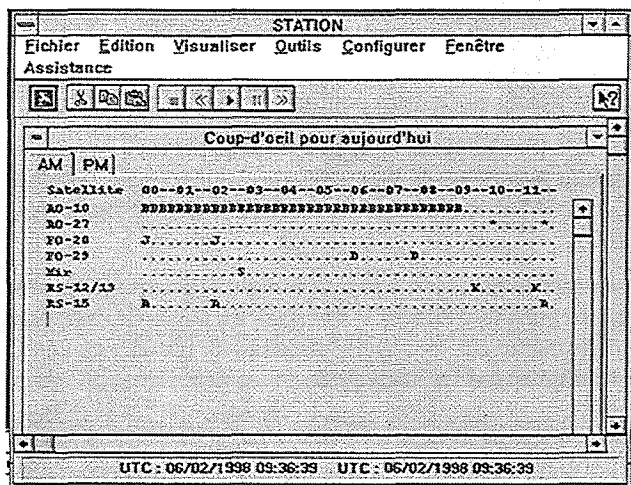 STATION
Fichier Edition Visualiser Outils Configurer Fenêtre
Assistance
Coup-d'oeil pour aujourd'hui
AM PM
Satellite 00--01--02--03--04--05--06--07--08--09--10--11--
AO-10
AO-27
FO-20 J.......J
FO-29 D.......D
Mir S
RS-12/13 K.......K
RS-15
UTC : 06/02/1998 09:36:39 UTC : 06/02/1998 09:36:39